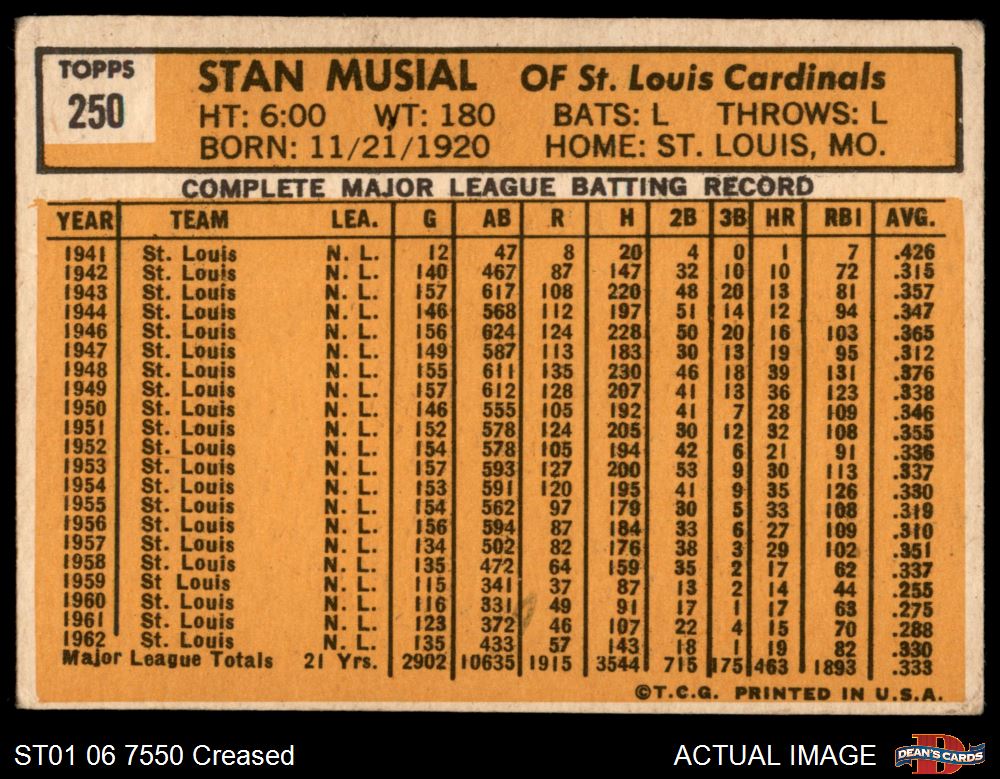 TOPPS
250
STAN MUSIAL OF St. Louis Cardinals
HT: 6:00 WT: 180 BATS: L THROWS: L
BORN: 11/21/1920 HOME: ST. LOUIS, MO.
COMPLETE MAJOR LEAGUE BATTING RECORD
YEAR TEAM LEA. G AB R H 2B 3B HR RBI AVG.
1941 St. Louis N. L. 12 47 8 20 4 0 1 7 .426
1942 St. Louis N. L. 140 467 87 147 32 10 10 72 .315
1943 St. Louis N. L. 157 617 108 220 48 20 13 81 .357
1944 St. Louis N. L. 146 568 112 197 51 14 12 94 .347
1946 St. Louis N. L. 156 624 124 228 50 20 16 103 .365
1947 St. Louis N. L. 149 587 113 183 30 13 19 95 .312
1948 St. Louis N. L. 155 611 135 230 46 18 39 131 .376
1949 St. Louis N. L. 157 612 128 207 41 13 36 123 .338
1950 St. Louis N. L. 146 555 105 192 41 7 28 109 .346
1951 St. Louis N. L. 152 578 124 205 30 12 32 108 .355
1952 St. Louis N. L. 154 578 105 194 42 6 21 91 .336
1953 St. Louis N. L. 157 593 127 200 53 9 30 113 .337
1954 St. Louis N. L. 153 591 120 195 41 9 35 126 .330
1955 St. Louis N. L. 154 562 97 179 30 5 33 108 .319
1956 St. Louis N. L. 156 594 87 184 33 6 27 109 .310
1957 St. Louis N. L. 134 502 82 176 38 3 29 102 .351
1958 St. Louis N. L. 135 472 64 159 35 2 17 62 .337
1959 St Louis N. L. 115 341 37 87 13 2 14 44 .255
1960 St. Louis N. L. 116 331 49 91 17 1 17 63 .275
1961 St. Louis N. L. 123 372 46 107 22 4 15 70 .288
1962 St. Louis N. L. 135 433 57 143 18 1 19 82 .330
Major League Totals 21 Yrs. 2902 10635 1915 3544 715 175 463 1893 .333
©T.C.G. PRINTED IN U.S.A.
ST01 06 7550 Creased ACTUAL IMAGE
D
DEAN'S CARDS